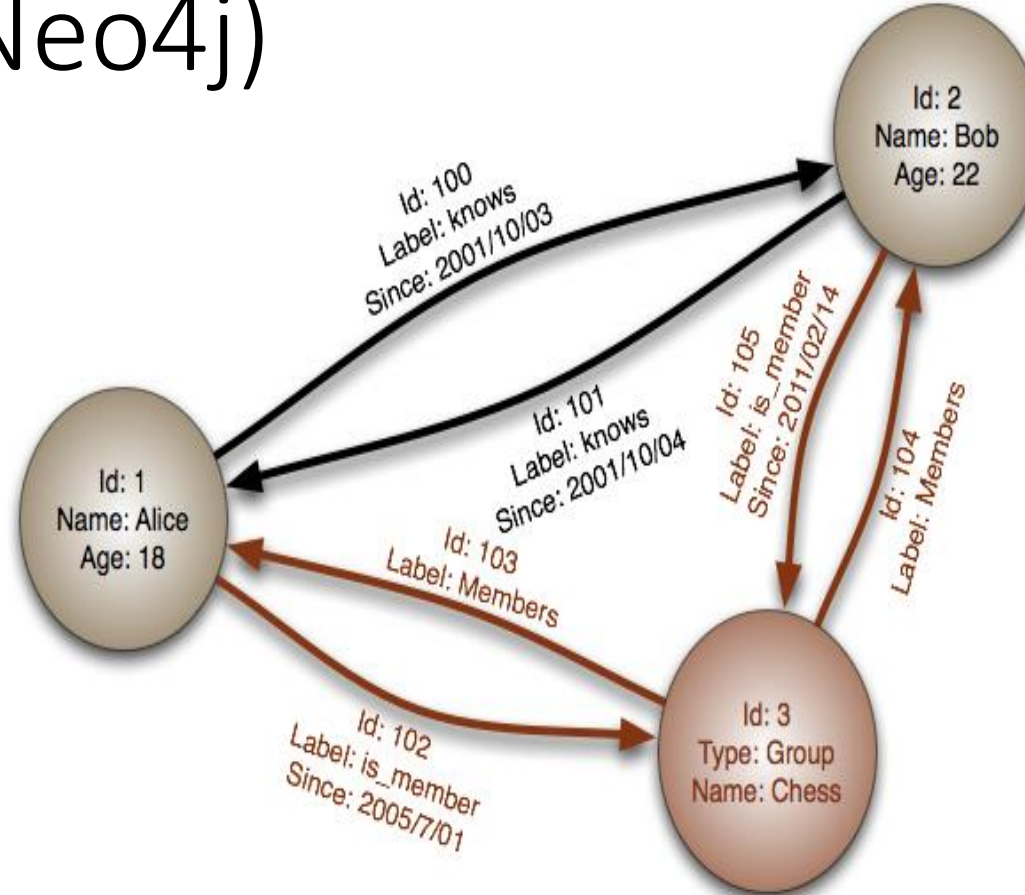 Neo4j)
Id: 2
Name: Bob
Age: 22
Id: 100
Label: knows
Since: 2001/10/03
Id: 101
Label: knows
Since: 2001/10/04
Id: 105
Label: is_member
Since: 2011/02/14
Id: 104
Label: Members
Id: 1
Name: Alice
Age: 18
Id: 103
Label: Members
Id: 102
Label: is_member
Since: 2005/7/01
Id: 3
Type: Group
Name: Chess